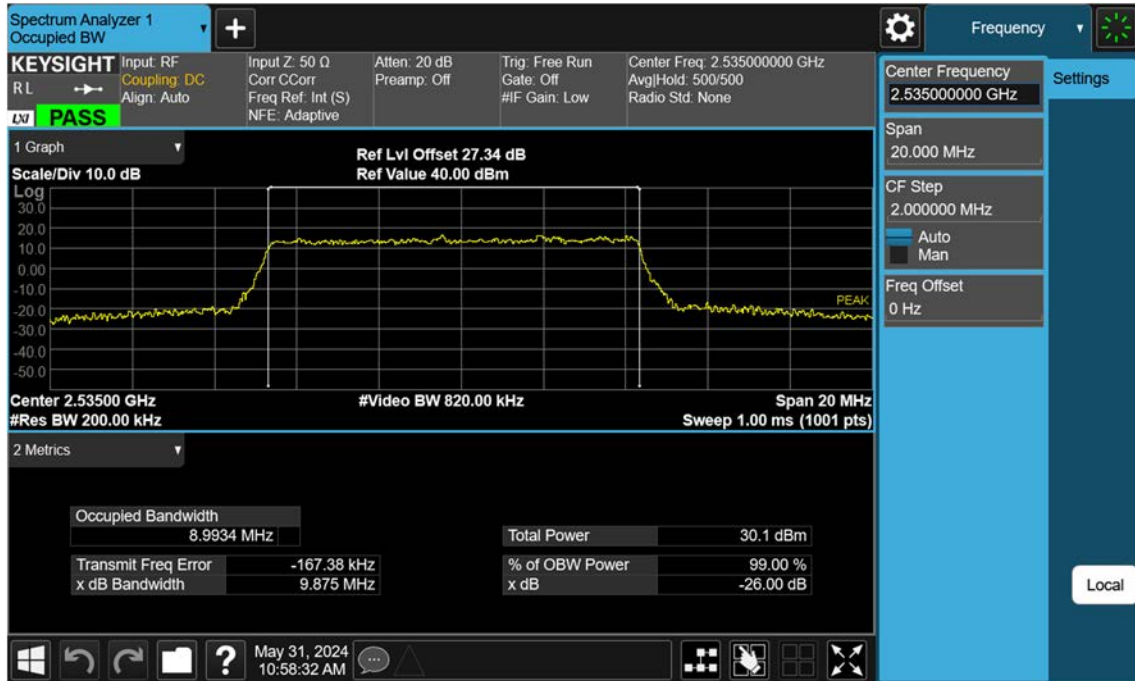 Spectrum Analyzer 1
Occupied BW
+
Frequency
KEYSIGHT
RL
LXI PASS
Input: RF
Coupling: DC
Align: Auto
Input Z: 50 Ω
Corr CCorr
Freq Ref: Int (S)
NFE: Adaptive
Atten: 20 dB
Preamp: Off
Trig: Free Run
Gate: Off
#IF Gain: Low
Center Freq: 2.535000000 GHz
Avg|Hold: 500/500
Radio Std: None
Center Frequency
2.535000000 GHz
Settings
Span
20.000 MHz
CF Step
2.000000 MHz
Auto
Man
Freq Offset
0 Hz
Local
1 Graph
Scale/Div 10.0 dB
Ref Lvl Offset 27.34 dB
Ref Value 40.00 dBm
Log
30.0
20.0
10.0
0.00
-10.0
-20.0
-30.0
-40.0
-50.0
PEAK
Center 2.53500 GHz
#Video BW 820.00 kHz
Span 20 MHz
#Res BW 200.00 kHz
Sweep 1.00 ms (1001 pts)
2 Metrics
Occupied Bandwidth
8.9934 MHz
Total Power 30.1 dBm
Transmit Freq Error -167.38 kHz
% of OBW Power 99.00 %
x dB Bandwidth 9.875 MHz
x dB -26.00 dB
?
May 31, 2024
10:58:32 AM